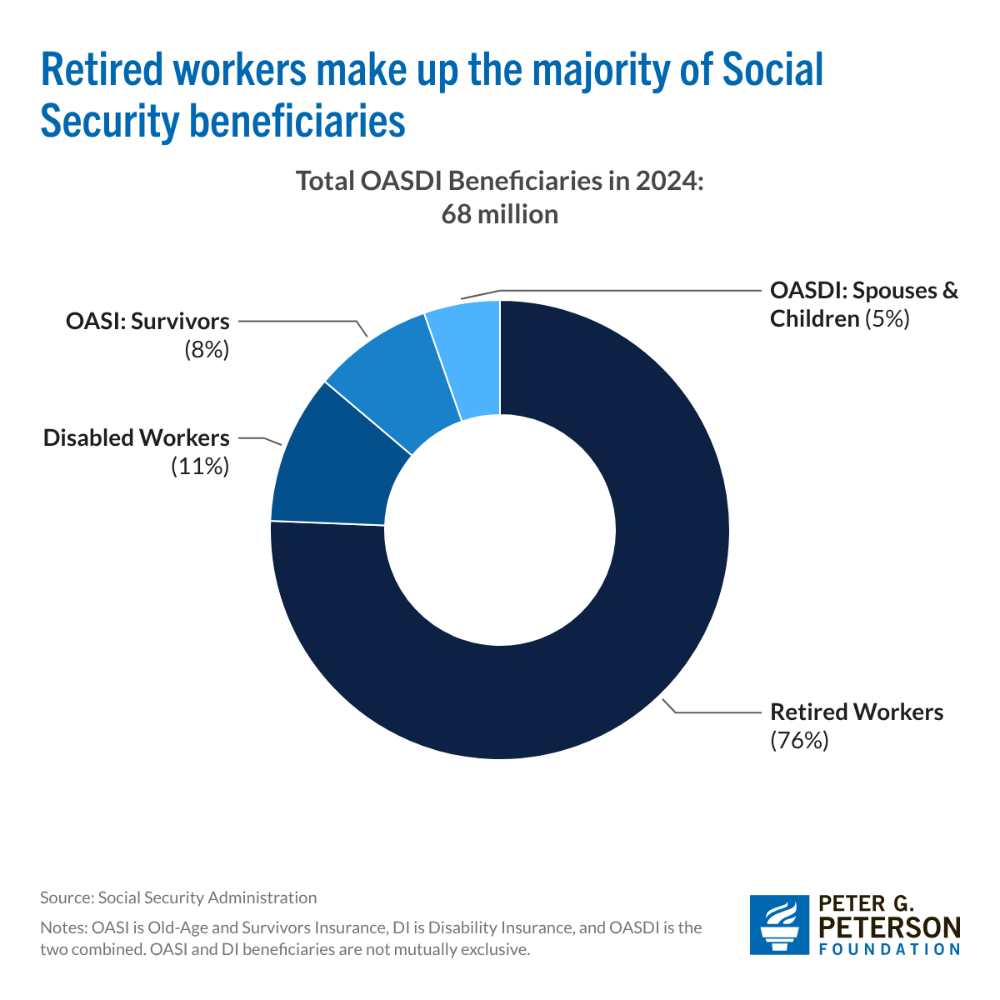 Retired workers make up the majority of Social
Security beneficiaries
Total OASDI Beneficiaries in 2024:
68 million
OASDI: Spouses &
Children (5%)
OASI: Survivors
(8%)
Disabled Workers
(11%)
Retired Workers
(76%)
Source: Social Security Administration
Notes: OASI is Old-Age and Survivors Insurance, DI is Disability Insurance, and OASDI is the
two combined. OASI and DI beneficiaries are not mutually exclusive.
PETER G.
PETERSON
FOUNDATION